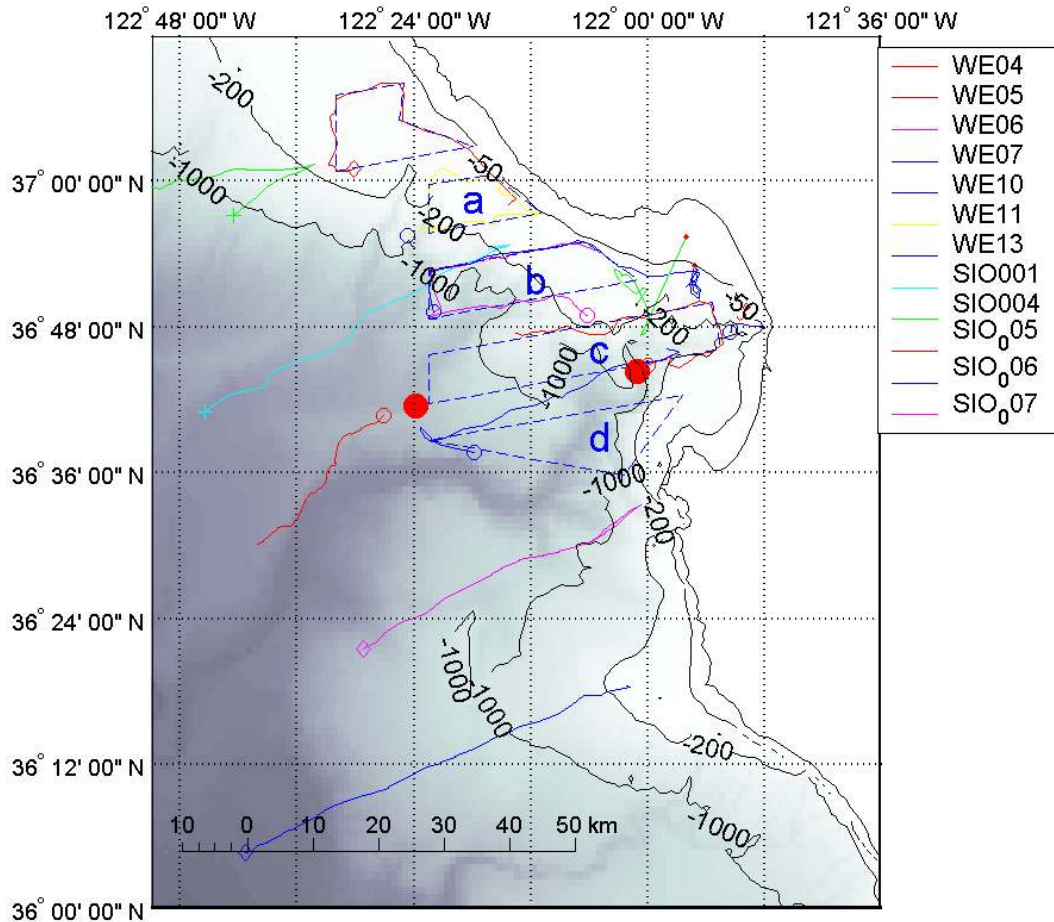 122° 48' 00" W
122° 24' 00" W
122° 00' 00" W
121° 36' 00" W
37° 00' 00" N
36° 48' 00" N
36° 36' 00" N
36° 24' 00" N
36° 12' 00" N
36° 00' 00" N
-200
-1000
-50
-200
-1000
-50
-200
-1000
-1000
-200
-1000
-1000
-200
-1000
a
b
c
d
10 0 10 20 30 40 50 km
WE04
WE05
WE06
WE07
WE10
WE11
WE13
SIO001
SIO004
SIO₀05
SIO₀06
SIO₀07